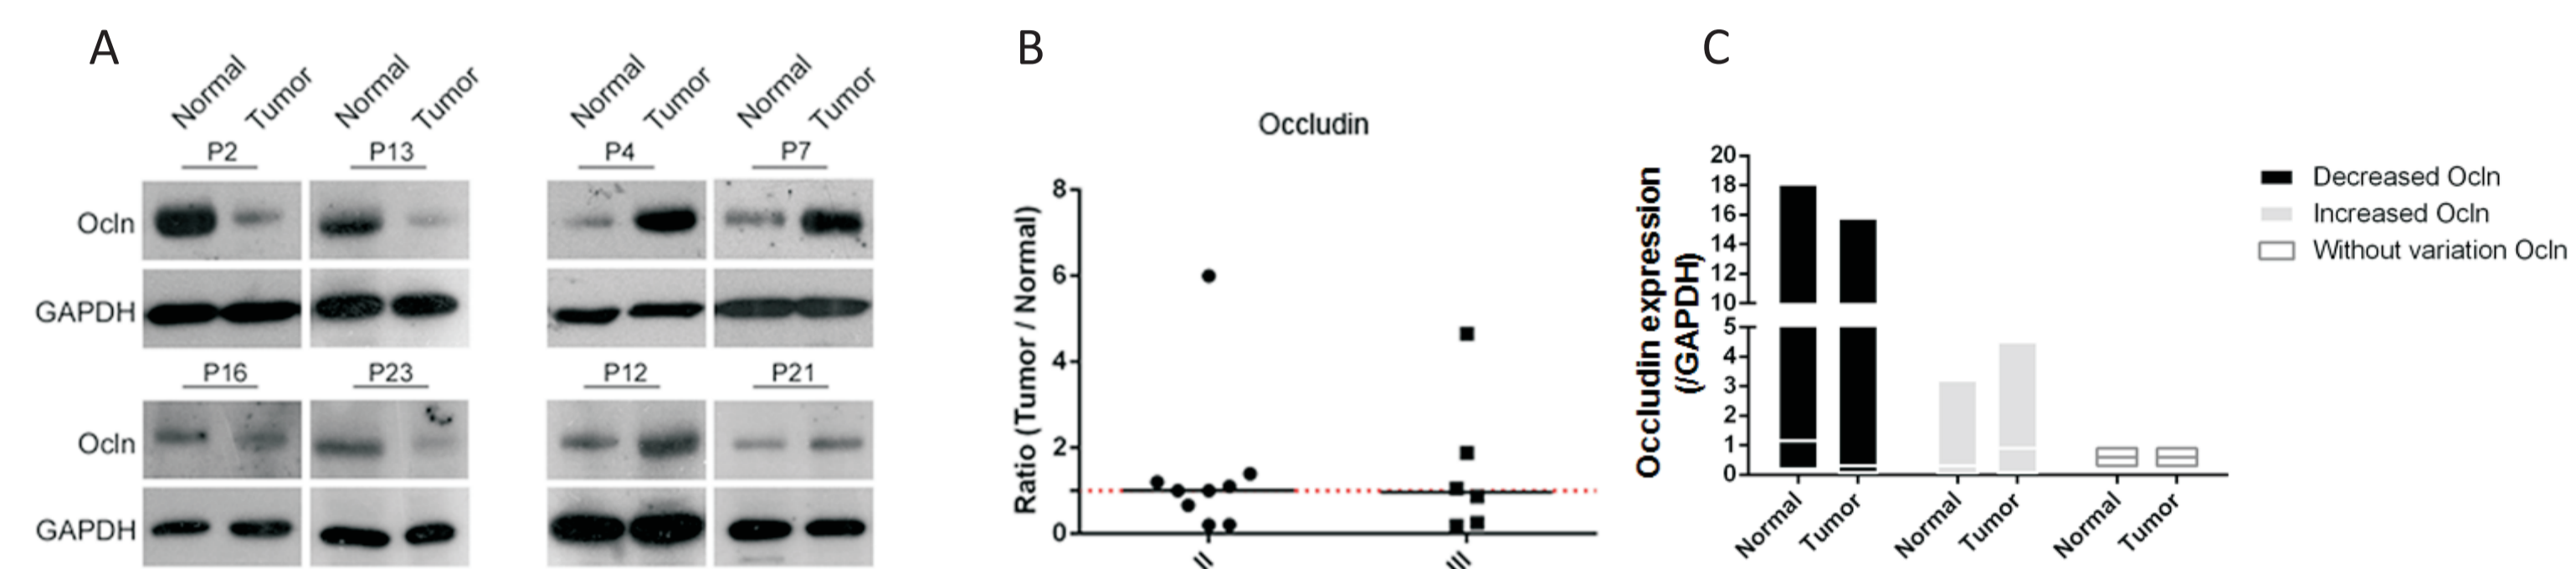 A
Normal Tumor Normal Tumor Normal Tumor Normal Tumor
P2 P13 P4 P7
Ocln
GAPDH
P16 P23 P12 P21
Ocln
GAPDH
B
Occludin
Ratio (Tumor / Normal)
8
6
4
2
0
II III
C
Occludin expression
(/GAPDH)
20
18
16
14
12
10
5
4
3
2
1
0
Normal Tumor Normal Tumor Normal Tumor
Decreased Ocln
Increased Ocln
Without variation Ocln